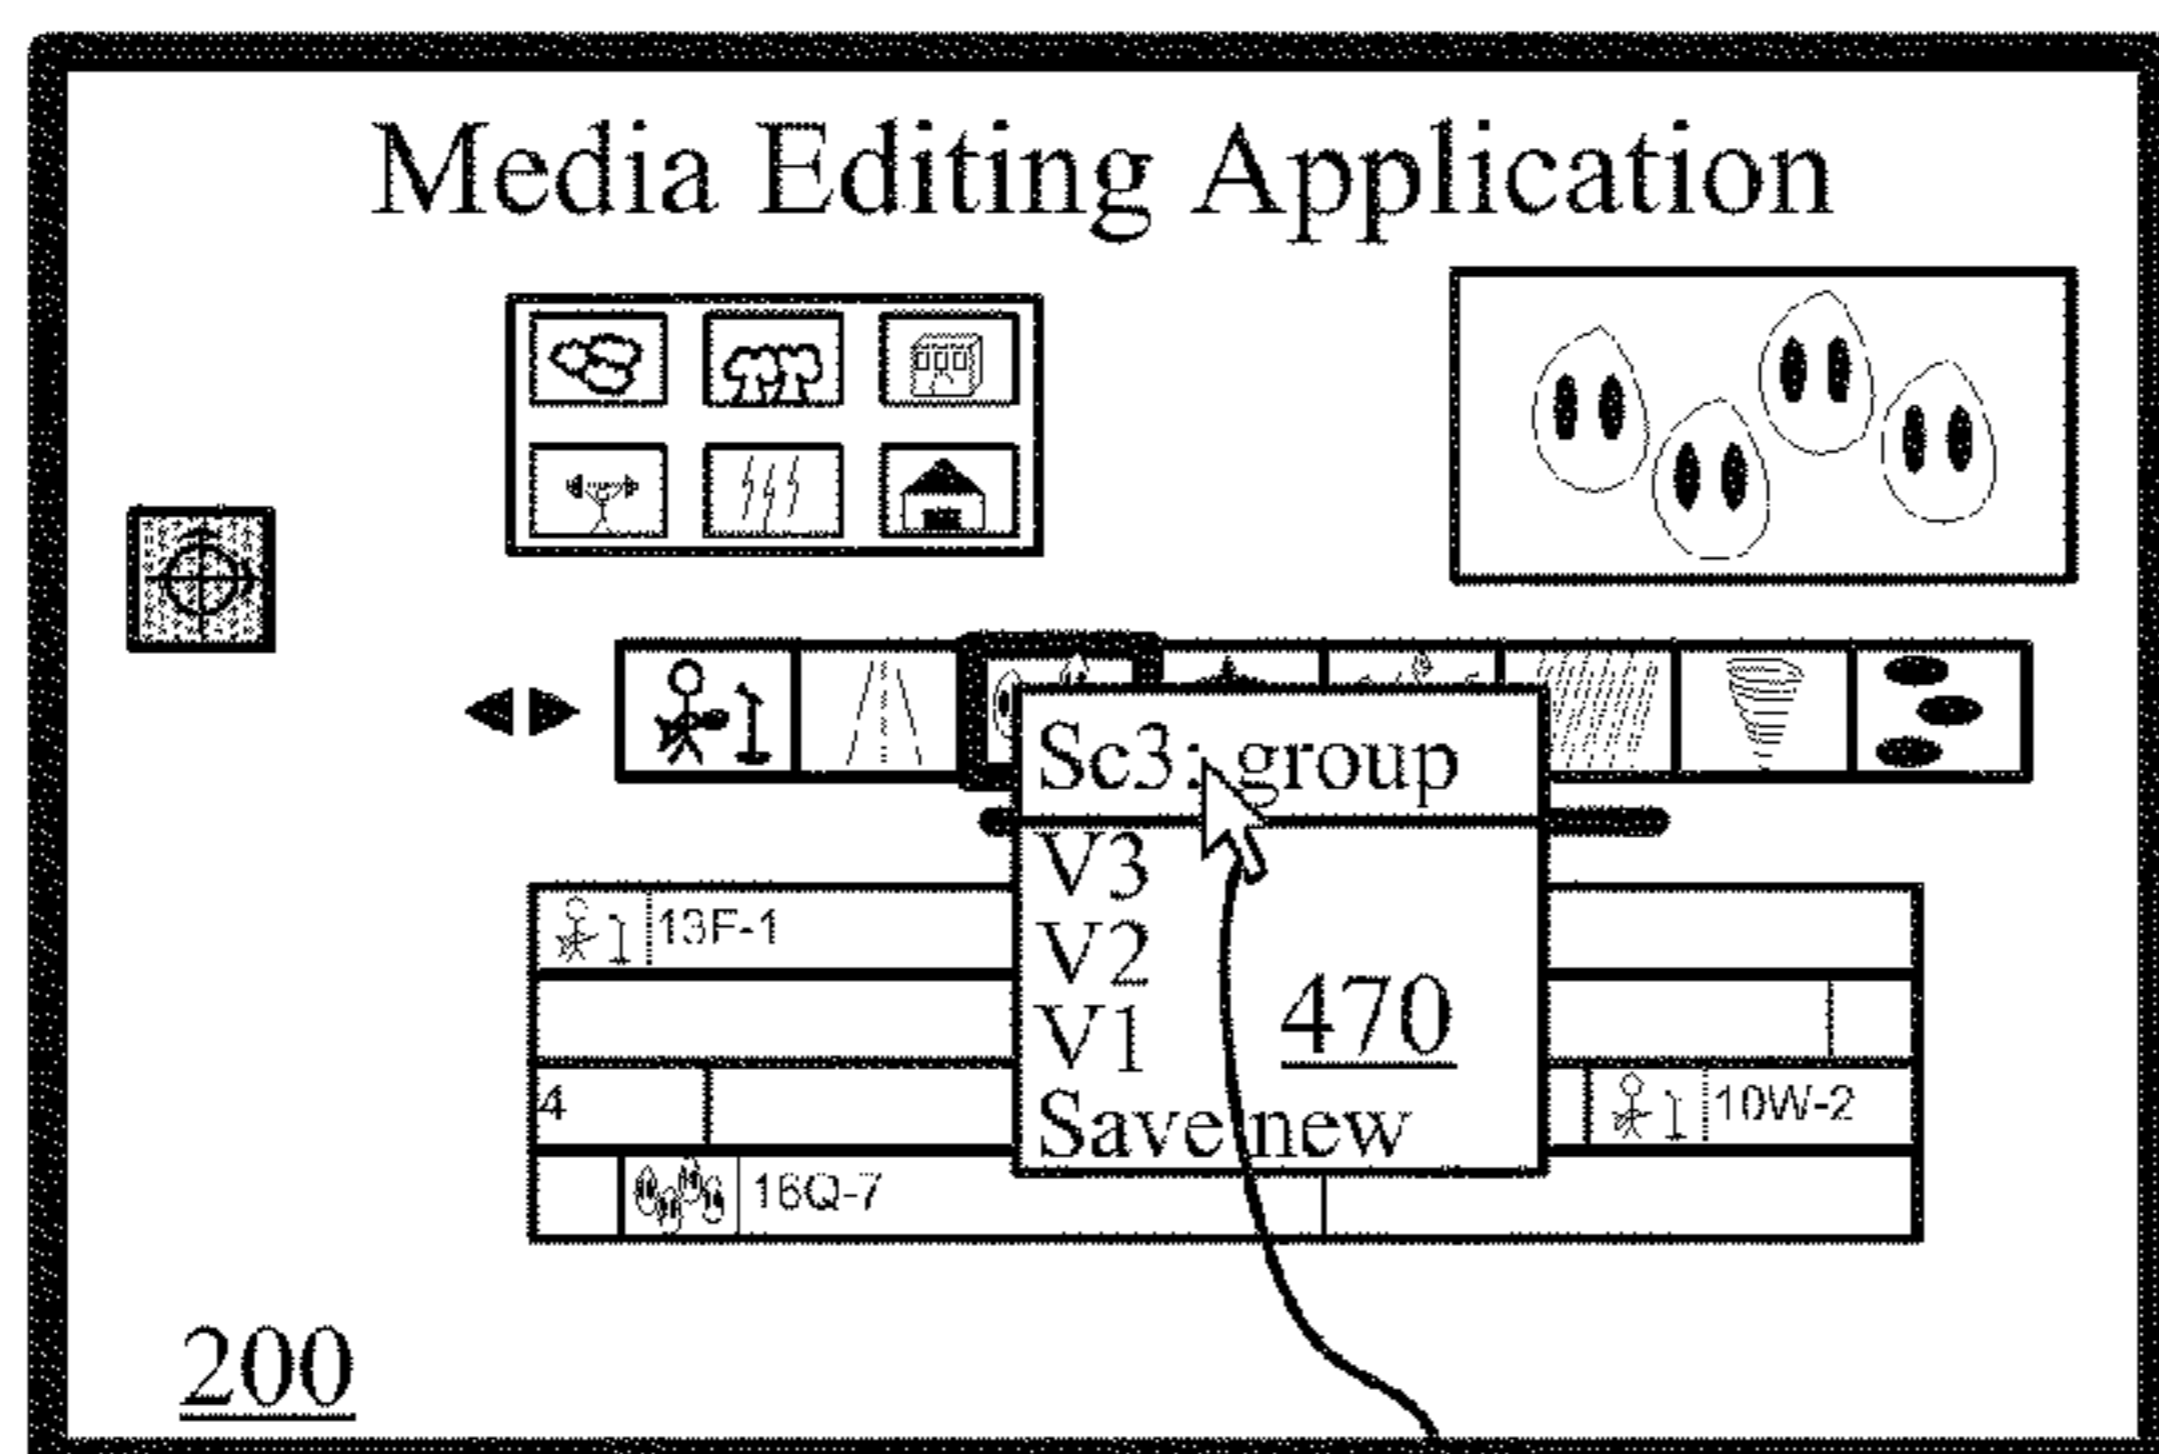 Media Editing Application
Sc3: group
V3
13F-1
V2
V1
470
4
10W-2
Save new
16Q-7
200